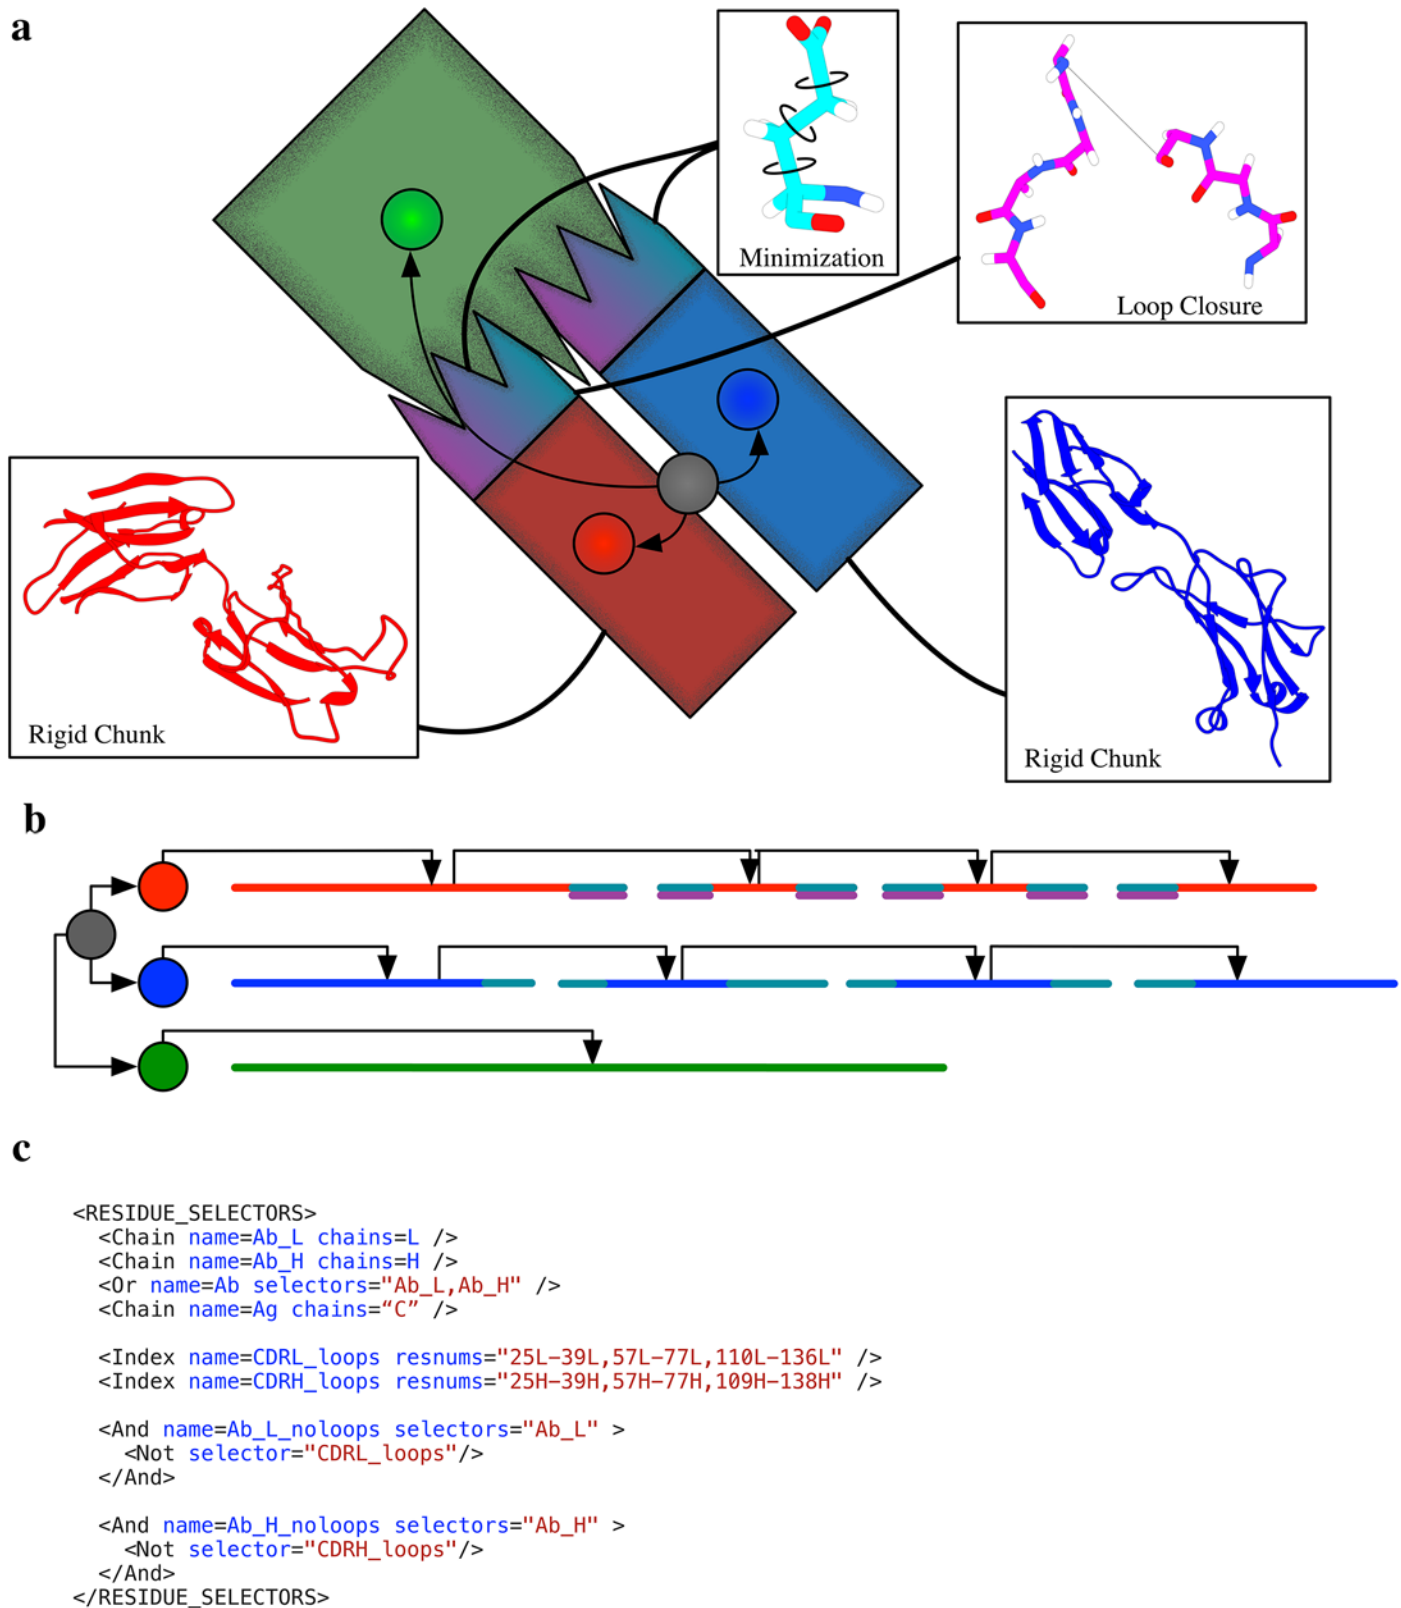 a
Minimization
Loop Closure
Rigid Chunk
Rigid Chunk
b
c
<RESIDUE_SELECTORS>
  <Chain name=Ab_L chains=L />
  <Chain name=Ab_H chains=H />
  <Or name=Ab selectors="Ab_L,Ab_H" />
  <Chain name=Ag chains=“C” />

  <Index name=CDRL_loops resnums="25L−39L,57L−77L,110L−136L" />
  <Index name=CDRH_loops resnums="25H−39H,57H−77H,109H−138H" />

  <And name=Ab_L_noloops selectors="Ab_L" >
    <Not selector="CDRL_loops"/>
  </And>

  <And name=Ab_H_noloops selectors="Ab_H" >
    <Not selector="CDRH_loops"/>
  </And>
</RESIDUE_SELECTORS>